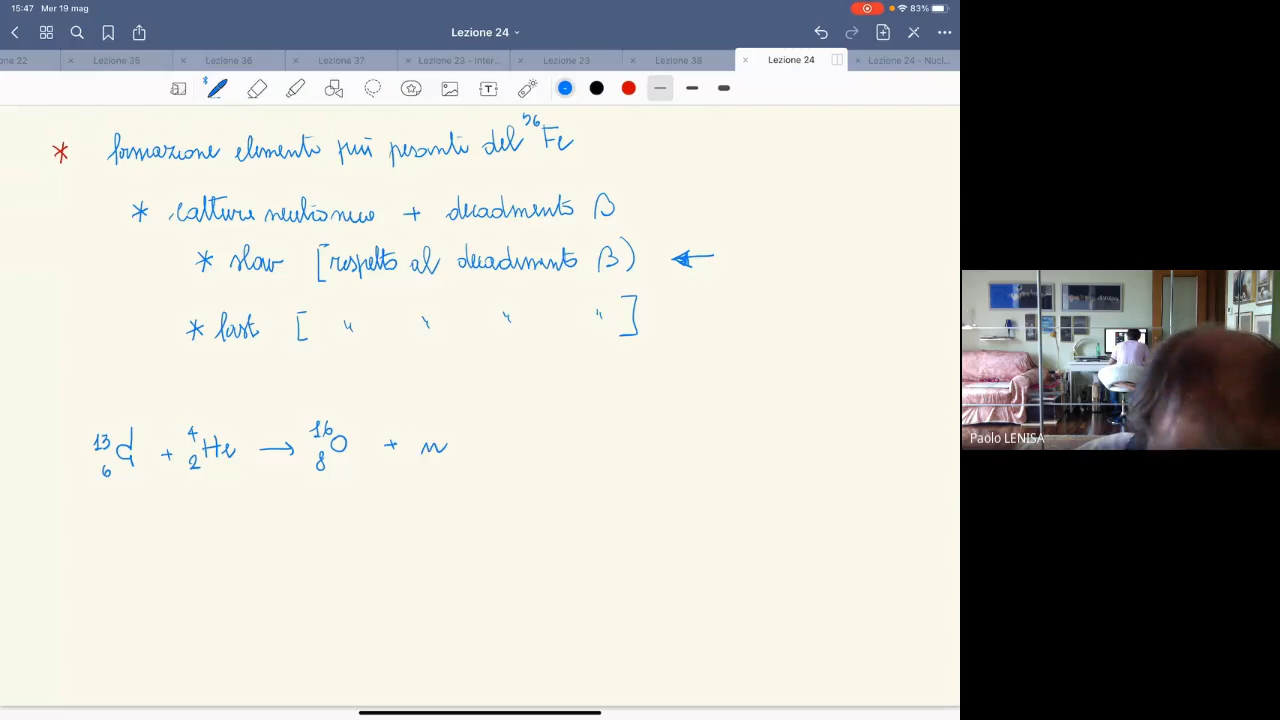 15:47 Mer 19 mag
83%
Lezione 24
22
Lezione 35
Lezione 36
Lezione 37
Lezione 23 - Inter...
Lezione 23
Lezione 38
Lezione 24
Lezione 24 - Nucl...
* formazione elementi più pesanti del ⁵⁶Fe
* catture neutroniche + decadimento β
* slow [rispetto al decadimento β) ←
* fast [ " " " " ]
¹³₆C + ⁴₂He → ¹⁶₈O + n
Paolo LENISA